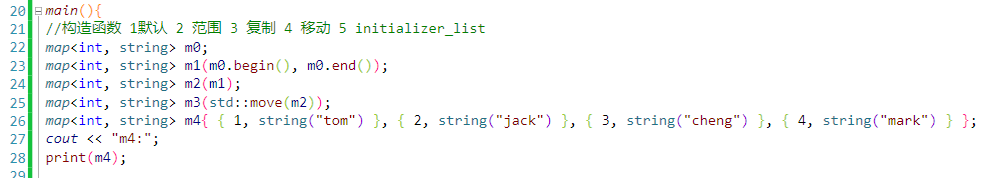 20 main(){
21 //构造函数 1默认 2 范围 3 复制 4 移动 5 initializer_list
22 map<int, string> m0;
23 map<int, string> m1(m0.begin(), m0.end());
24 map<int, string> m2(m1);
25 map<int, string> m3(std::move(m2));
26 map<int, string> m4{ { 1, string("tom") }, { 2, string("jack") }, { 3, string("cheng") }, { 4, string("mark") } };
27 cout << "m4:";
28 print(m4);
29